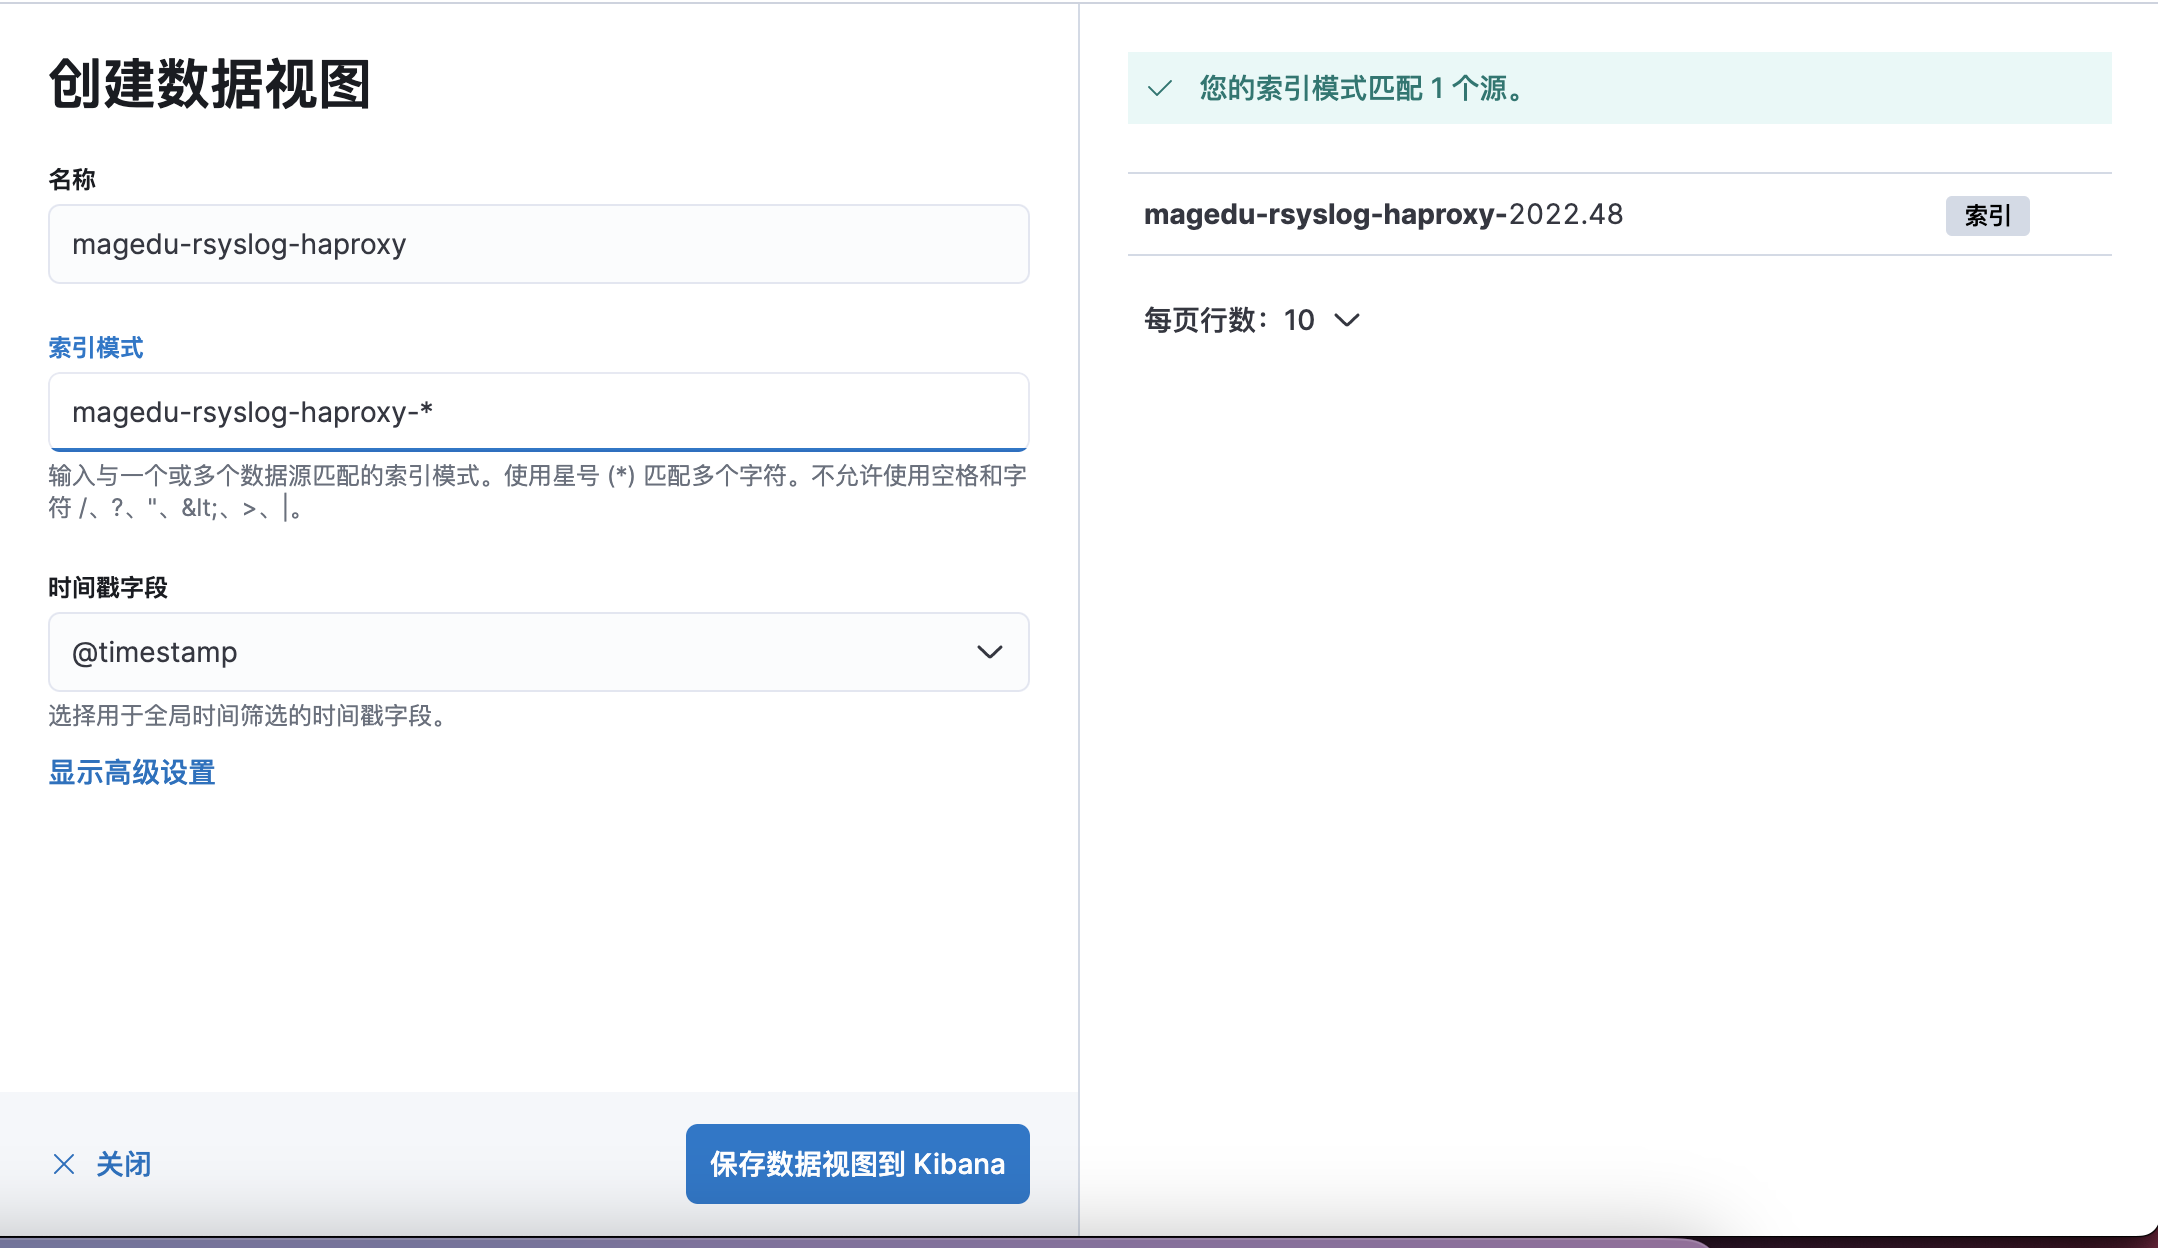 创建数据视图
名称
magedu-rsyslog-haproxy
索引模式
magedu-rsyslog-haproxy-*
输入与一个或多个数据源匹配的索引模式。使用星号 (*) 匹配多个字符。不允许使用空格和字
符 /、?、"、&lt;、>、|。
时间戳字段
@timestamp
选择用于全局时间筛选的时间戳字段。
显示高级设置
关闭
保存数据视图到 Kibana
您的索引模式匹配 1 个源。
magedu-rsyslog-haproxy-2022.48
索引
每页行数：10